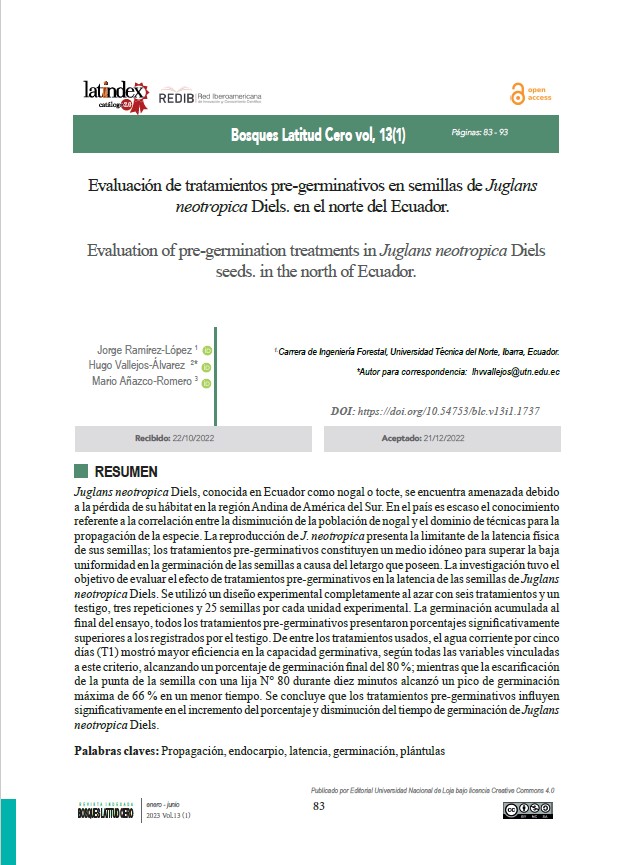 latindex
catálogo 2.0
REDIB Red Iberoamericana
de Innovación y Conocimiento Científico
open
access
Bosques Latitud Cero vol, 13(1)
Páginas: 83 - 93
Evaluación de tratamientos pre-germinativos en semillas de Juglans
neotropica Diels. en el norte del Ecuador.
Evaluation of pre-germination treatments in Juglans neotropica Diels
seeds. in the north of Ecuador.
Jorge Ramírez-López 1
Hugo Vallejos-Álvarez 2*
Mario Añazco-Romero 3
1 Carrera de Ingeniería Forestal, Universidad Técnica del Norte, Ibarra, Ecuador.
*Autor para correspondencia: lhvvallejos@utn.edu.ec
DOI: https://doi.org/10.54753/blc.v13i1.1737
Recibido: 22/10/2022
Aceptado: 21/12/2022
RESUMEN
Juglans neotropica Diels, conocida en Ecuador como nogal o tocte, se encuentra amenazada debido
a la pérdida de su hábitat en la región Andina de América del Sur. En el país es escaso el conocimiento
referente a la correlación entre la disminución de la población de nogal y el dominio de técnicas para la
propagación de la especie. La reproducción de J. neotropica presenta la limitante de la latencia física
de sus semillas; los tratamientos pre-germinativos constituyen un medio idóneo para superar la baja
uniformidad en la germinación de las semillas a causa del letargo que poseen. La investigación tuvo el
objetivo de evaluar el efecto de tratamientos pre-germinativos en la latencia de las semillas de Juglans
neotropica Diels. Se utilizó un diseño experimental completamente al azar con seis tratamientos y un
testigo, tres repeticiones y 25 semillas por cada unidad experimental. La germinación acumulada al
final del ensayo, todos los tratamientos pre-germinativos presentaron porcentajes significativamente
superiores a los registrados por el testigo. De entre los tratamientos usados, el agua corriente por cinco
días (T1) mostró mayor eficiencia en la capacidad germinativa, según todas las variables vinculadas
a este criterio, alcanzando un porcentaje de germinación final del 80 %; mientras que la escarificación
de la punta de la semilla con una lija N° 80 durante diez minutos alcanzó un pico de germinación
máxima de 66 % en un menor tiempo. Se concluye que los tratamientos pre-germinativos influyen
significativamente en el incremento del porcentaje y disminución del tiempo de germinación de Juglans
neotropica Diels.
Palabras claves: Propagación, endocarpio, latencia, germinación, plántulas
Publicado por Editorial Universidad Nacional de Loja bajo licencia Creative Commons 4.0
REVISTA INDEXADA
BOSQUES LATITUD CERO
enero - junio
2023 Vol.13 (1)
83
cc
BY NC SA